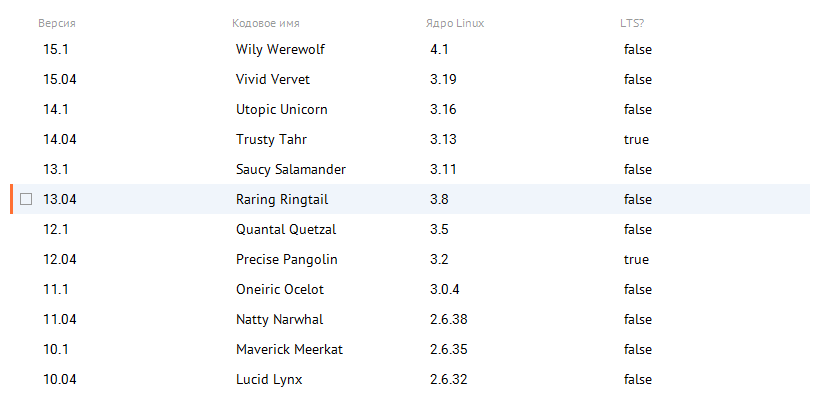 Версия Кодовое имя Ядро Linux LTS?
15.1 Wily Werewolf 4.1 false
15.04 Vivid Vervet 3.19 false
14.1 Utopic Unicorn 3.16 false
14.04 Trusty Tahr 3.13 true
13.1 Saucy Salamander 3.11 false
13.04 Raring Ringtail 3.8 false
12.1 Quantal Quetzal 3.5 false
12.04 Precise Pangolin 3.2 true
11.1 Oneiric Ocelot 3.0.4 false
11.04 Natty Narwhal 2.6.38 false
10.1 Maverick Meerkat 2.6.35 false
10.04 Lucid Lynx 2.6.32 false